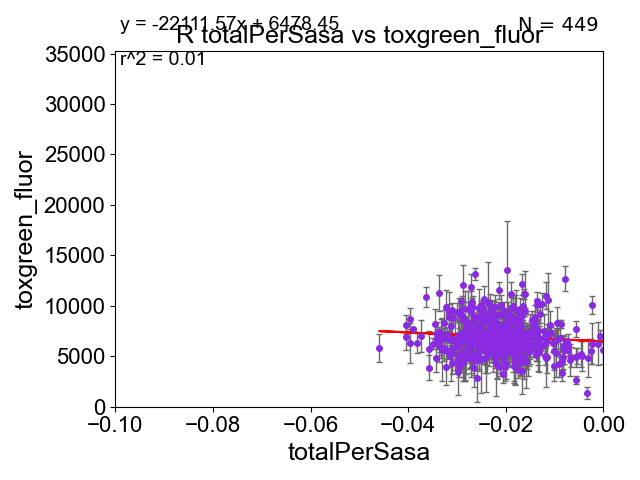 y = -22111.57x + 6478.45
N = 449
R totalPerSasa vs toxgreen_fluor
r^2 = 0.01
35000
30000
25000
20000
15000
10000
5000
0
toxgreen_fluor
−0.10 −0.08 −0.06 −0.04 −0.02 0.00
totalPerSasa